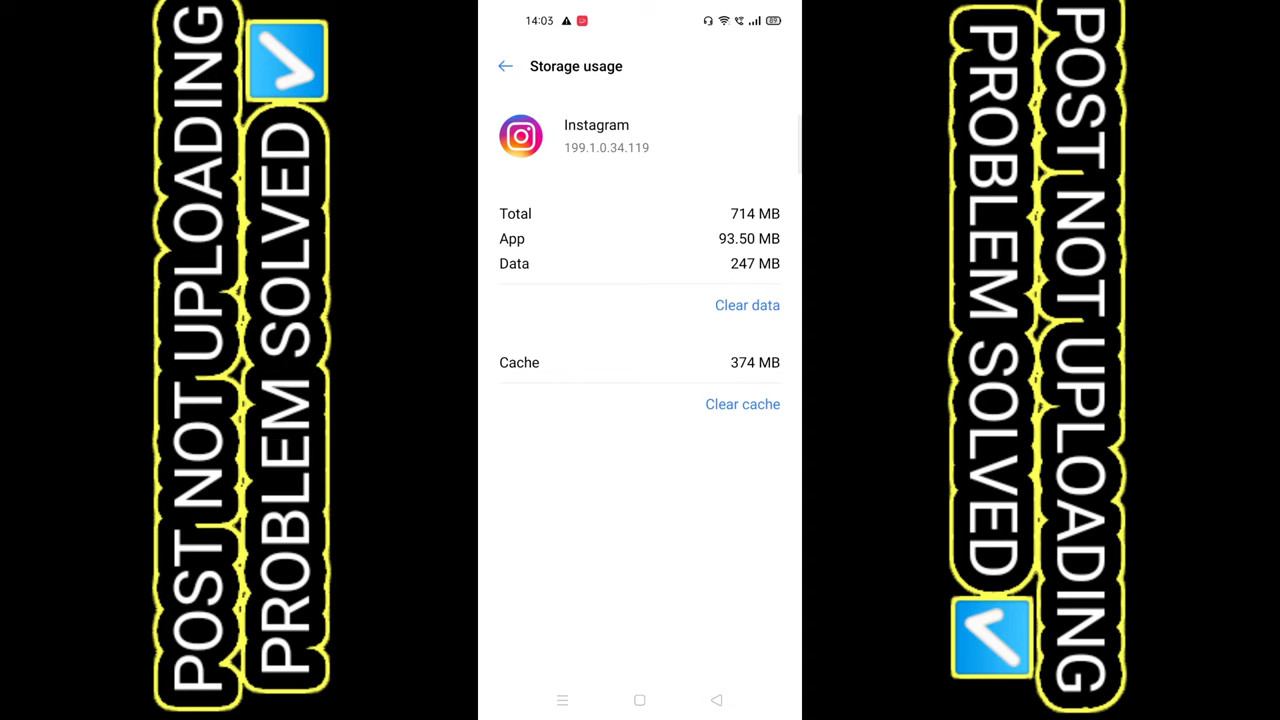 POST NOT UPLOADING
PROBLEM SOLVED ✅
14:03
69
Storage usage
Instagram
199.1.0.34.119
Total 714 MB
App 93.50 MB
Data 247 MB
Clear data
Cache 374 MB
Clear cache
POST NOT UPLOADING
PROBLEM SOLVED ✅